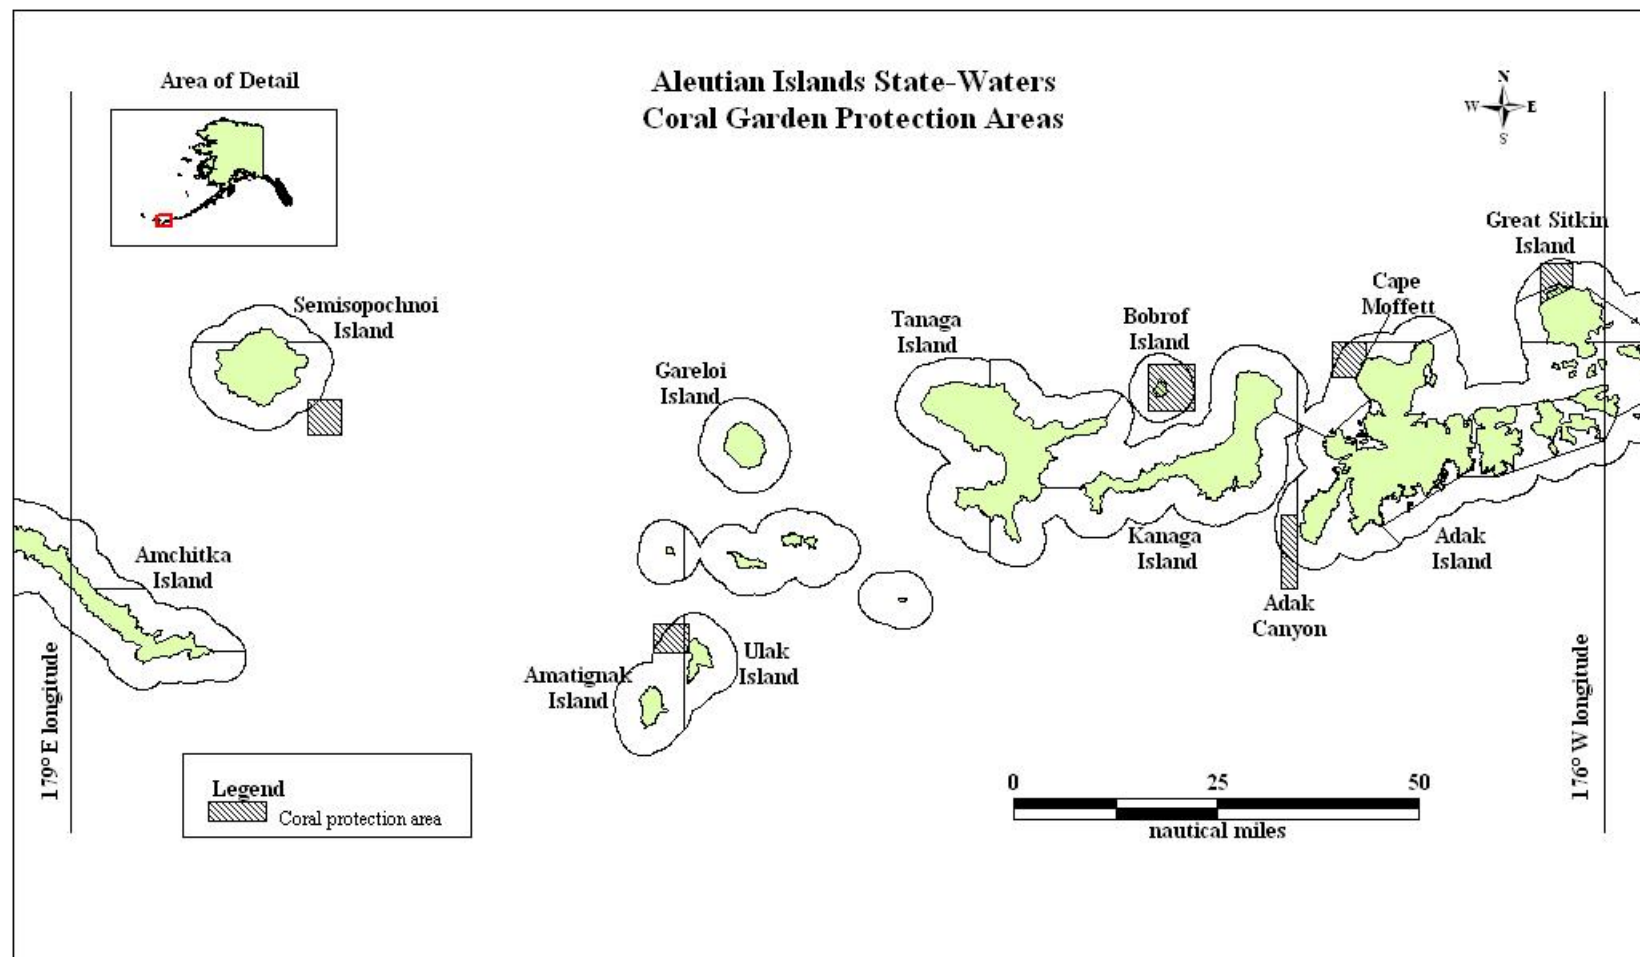 Aleutian Islands State-Waters
Coral Garden Protection Areas
Area of Detail
N
W
E
S
Great Sitkin
Island
Cape
Moffett
Semisopochnoi
Island
Bobrof
Island
Tanaga
Island
Gareloi
Island
Amchitka
Island
Kanaga
Island
Adak
Island
Adak
Canyon
Ulak
Island
Amatignak
Island
179° E longitude
176° W longitude
Legend
Coral protection area
0
25
50
nautical miles